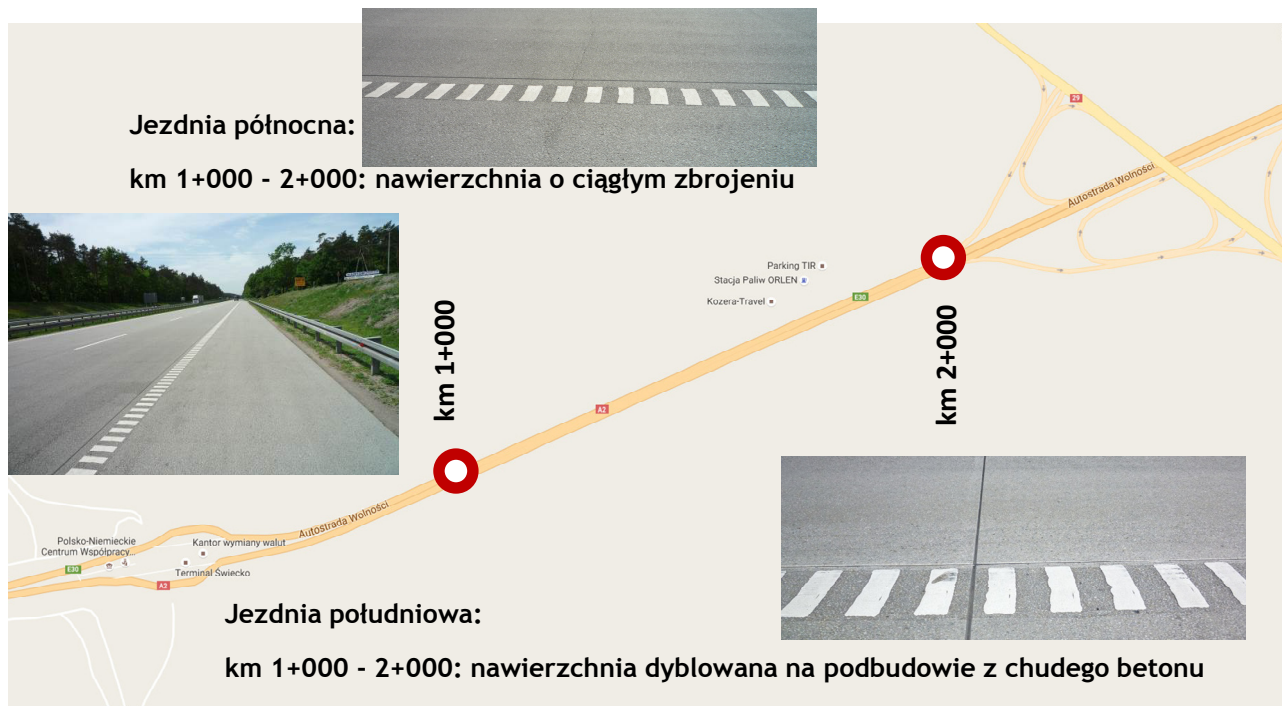 Jezdnia północna:
km 1+000 - 2+000: nawierzchnia o ciągłym zbrojeniu
29
Autostrada Wolności
Parking TIR
Stacja Paliw ORLEN
Kozera-Travel
E30
km 1+000
km 2+000
A2
Autostrada Wolności
Polsko-Niemieckie
Centrum Współpracy...
Kantor wymiany walut
E30
Terminal Świecko
A2
Jezdnia południowa:
km 1+000 - 2+000: nawierzchnia dyblowana na podbudowie z chudego betonu